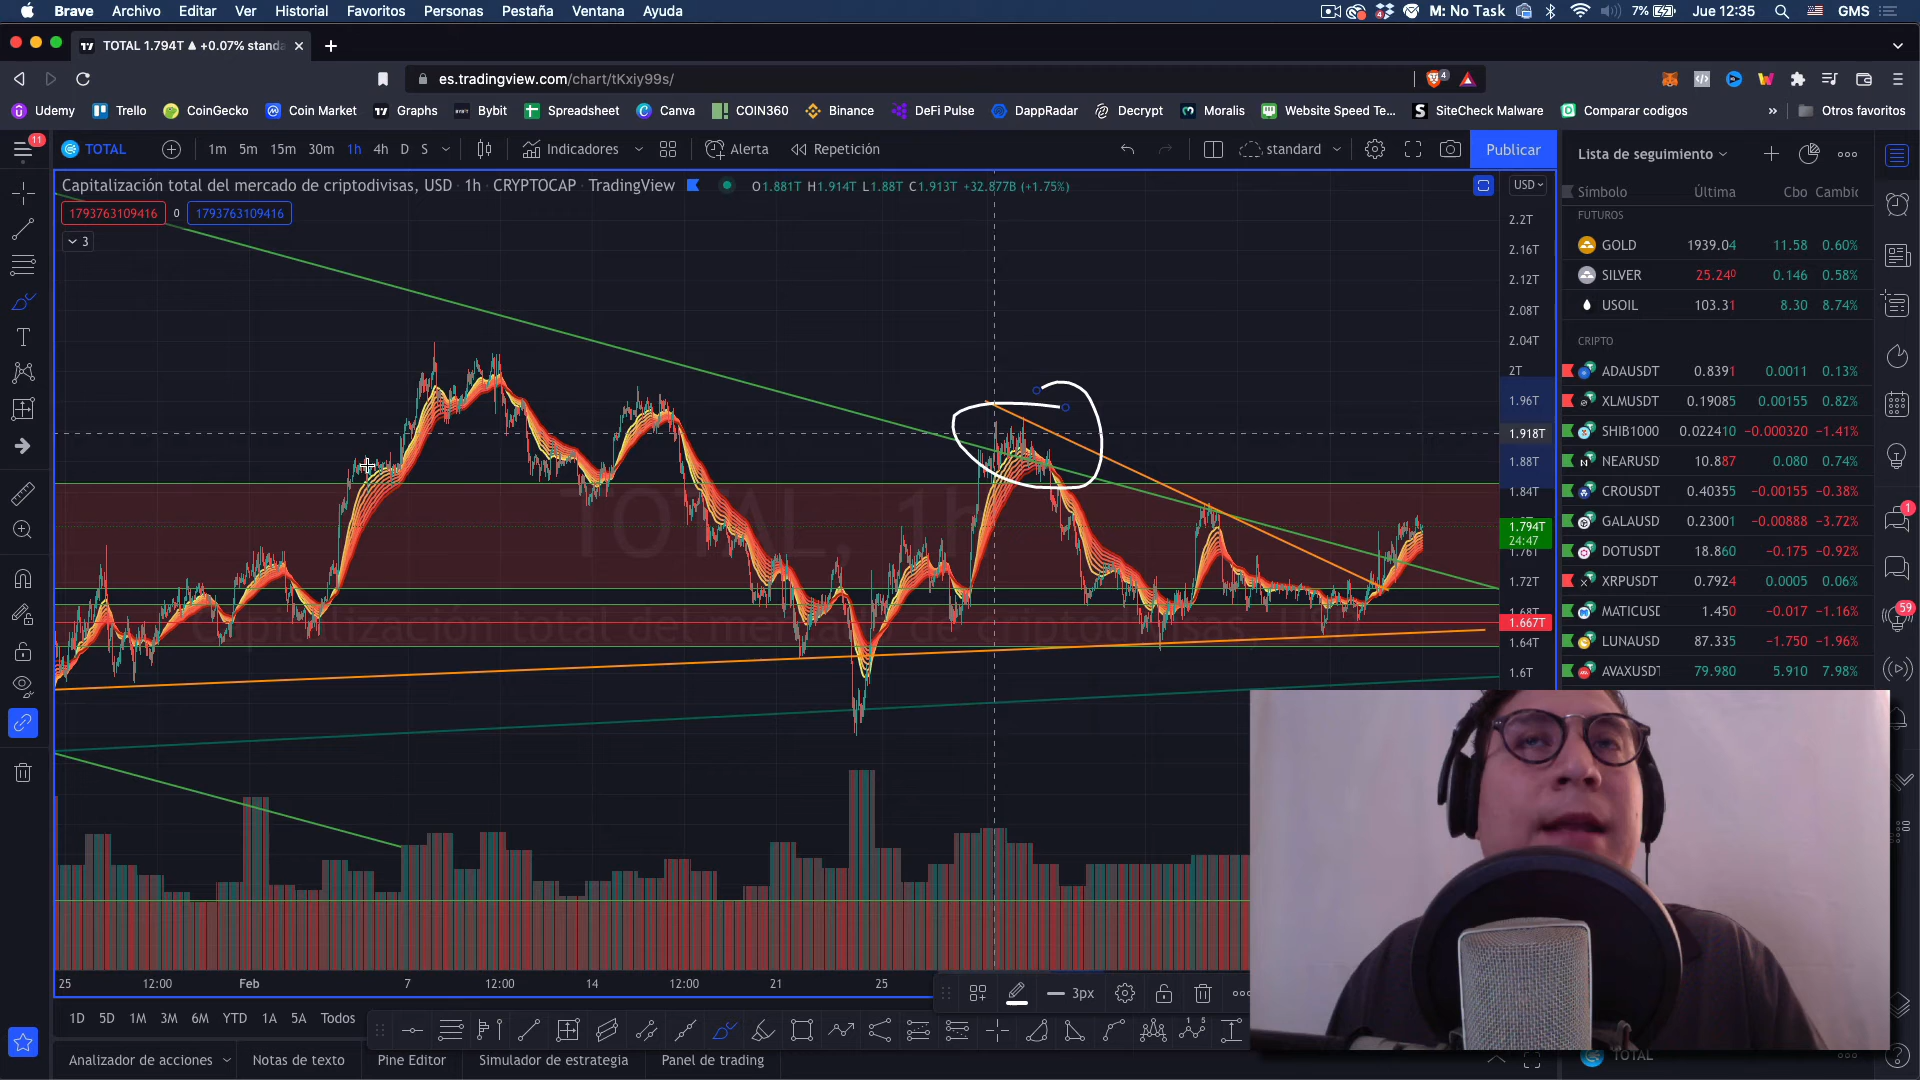 Brave Archivo Editar Ver Historial Favoritos Personas Pestaña Ventana Ayuda M: No Task 7% Jue 12:35 GMS
TOTAL 1.794T ▲ +0.07% standa
es.tradingview.com/chart/tKxiy99s/ 4
Udemy Trello CoinGecko Coin Market Graphs Bybit Spreadsheet Canva COIN360 Binance DeFi Pulse DappRadar Decrypt Moralis Website Speed Te... SiteCheck Malware Comparar codigos » Otros favoritos
11 TOTAL 1m 5m 15m 30m 1h 4h D S Indicadores Alerta Repetición standard Publicar
Capitalización total del mercado de criptodivisas, USD · 1h · CRYPTOCAP · TradingView O1.881T H1.914T L1.88T C1.913T +32.877B (+1.75%) USD
1793763109416 0 1793763109416
3
2.2T
2.16T
2.12T
2.08T
2.04T
2T
1.96T
1.918T
1.88T
1.84T
1.794T
24:47
1.76T
1.72T
1.68T
1.667T
1.64T
1.6T
TOTAL, 1h
Lista de seguimiento
Símbolo Última Cbo Cambio
FUTUROS
GOLD 1939.04 11.58 0.60%
SILVER 25.240 0.146 0.58%
USOIL 103.31 8.30 8.74%
CRIPTO
ADAUSDT 0.8391 0.0011 0.13%
XLMUSDT 0.19085 0.00155 0.82%
SHIB1000 0.022410 −0.000320 −1.41%
NEARUSD 10.887 0.080 0.74%
CROUSDT 0.40355 −0.00155 −0.38%
GALAUSD 0.23001 −0.00888 −3.72%
DOTUSDT 18.860 −0.175 −0.92%
XRPUSDT 0.7924 0.0005 0.06%
MATICUSD 1.450 −0.017 −1.16%
LUNAUSD 87.335 −1.750 −1.96%
AVAXUSDT 79.980 5.910 7.98%
1
59
25 12:00 Feb 7 12:00 14 12:00 21 25
3px
1D 5D 1M 3M 6M YTD 1A 5A Todos
Analizador de acciones Notas de texto Pine Editor Simulador de estrategia Panel de trading
TOTAL